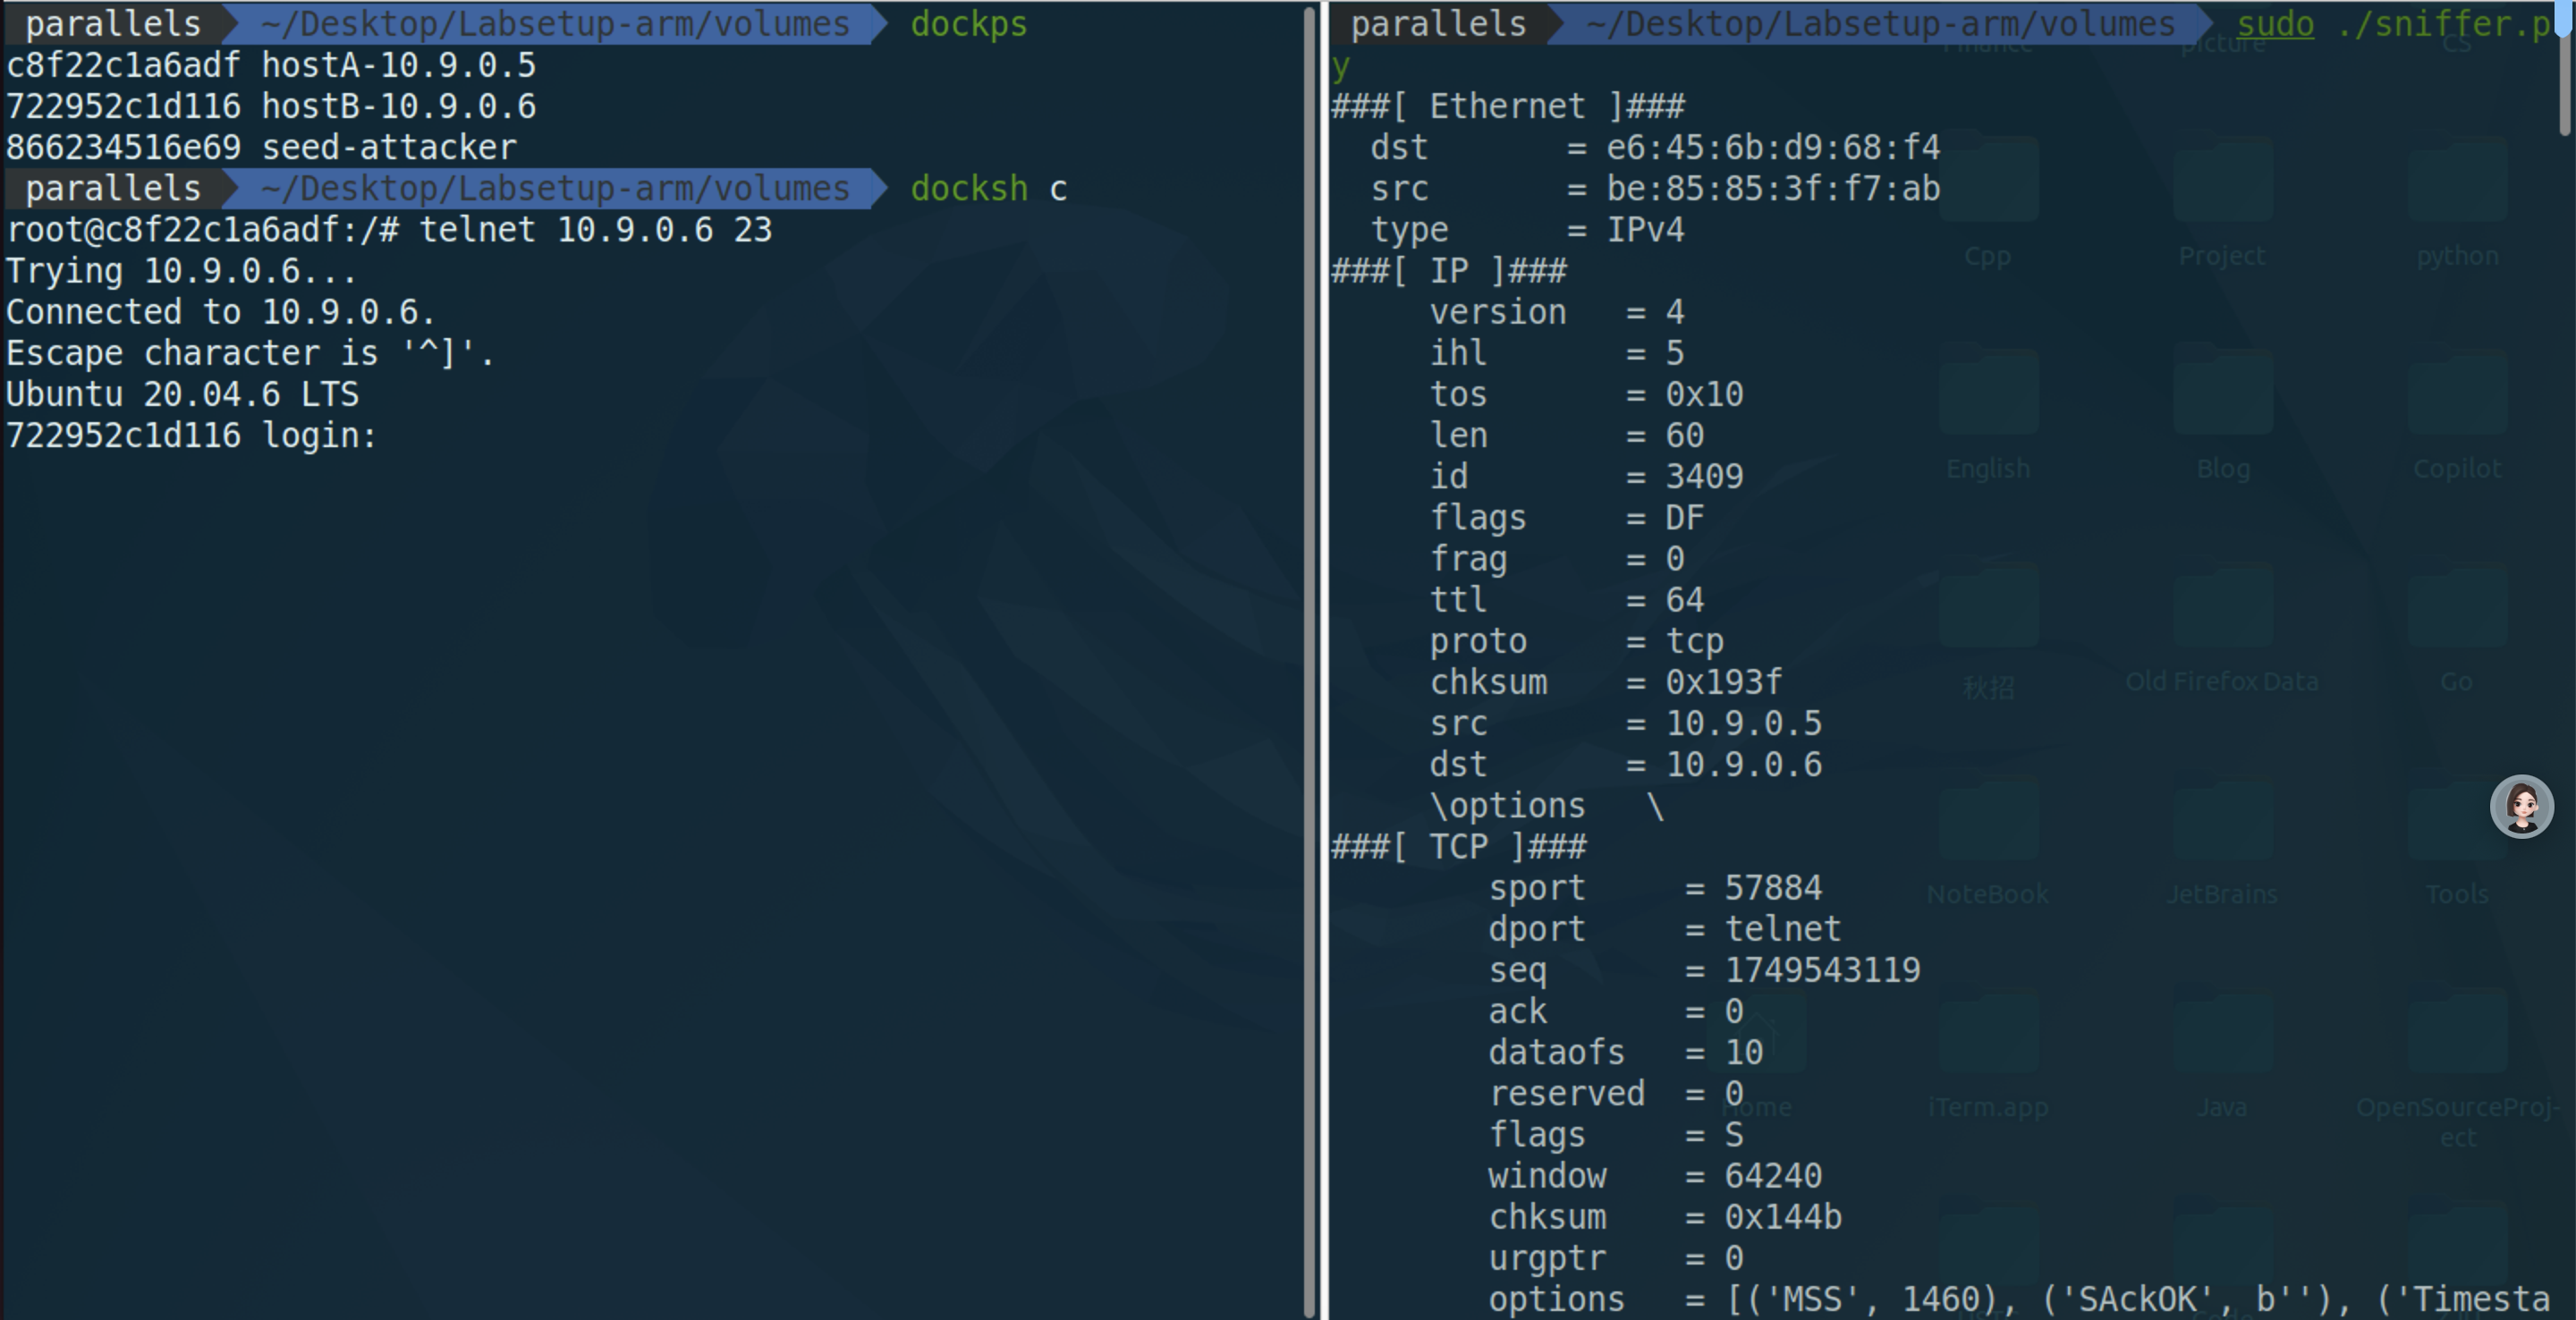 parallels ~/Desktop/Labsetup-arm/volumes dockps
c8f22c1a6adf hostA-10.9.0.5
722952c1d116 hostB-10.9.0.6
866234516e69 seed-attacker
parallels ~/Desktop/Labsetup-arm/volumes docksh c
root@c8f22c1a6adf:/# telnet 10.9.0.6 23
Trying 10.9.0.6...
Connected to 10.9.0.6.
Escape character is '^]'.
Ubuntu 20.04.6 LTS
722952c1d116 login:
parallels ~/Desktop/Labsetup-arm/volumes sudo ./sniffer.p
y
###[ Ethernet ]###
dst = e6:45:6b:d9:68:f4
src = be:85:85:3f:f7:ab
type = IPv4
###[ IP ]###
version = 4
ihl = 5
tos = 0x10
len = 60
id = 3409
flags = DF
frag = 0
ttl = 64
proto = tcp
chksum = 0x193f
src = 10.9.0.5
dst = 10.9.0.6
\options \
###[ TCP ]###
sport = 57884
dport = telnet
seq = 1749543119
ack = 0
dataofs = 10
reserved = 0
flags = S
window = 64240
chksum = 0x144b
urgptr = 0
options = [('MSS', 1460), ('SAckOK', b''), ('Timesta
Finance
picture
CS
Cpp
Project
python
English
Blog
Copilot
秋招
Old Firefox Data
Go
NoteBook
JetBrains
Tools
Home
iTerm.app
Java
OpenSourceProj-
ect